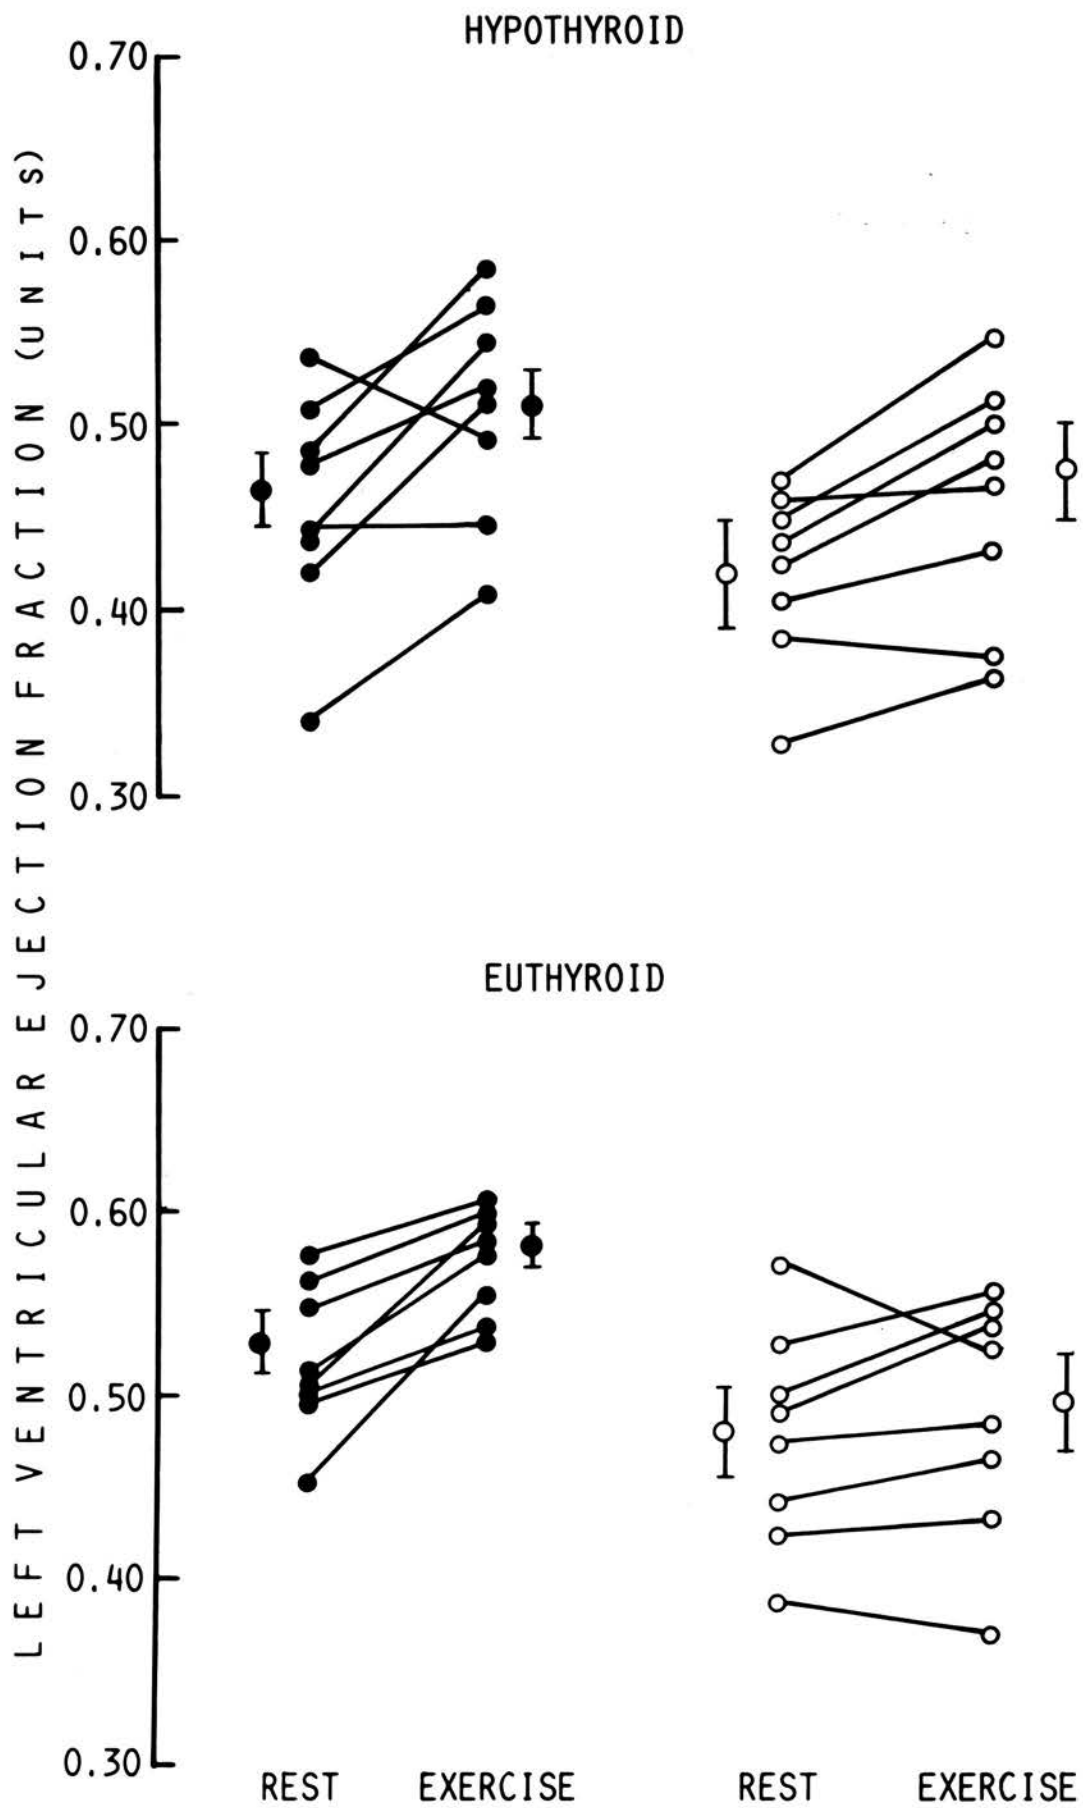 HYPOTHYROID
0.70
0.60
0.50
0.40
0.30
LEFT VENTRICULAR EJECTION FRACTION (UNITS)
EUTHYROID
0.70
0.60
0.50
0.40
0.30
REST EXERCISE REST EXERCISE